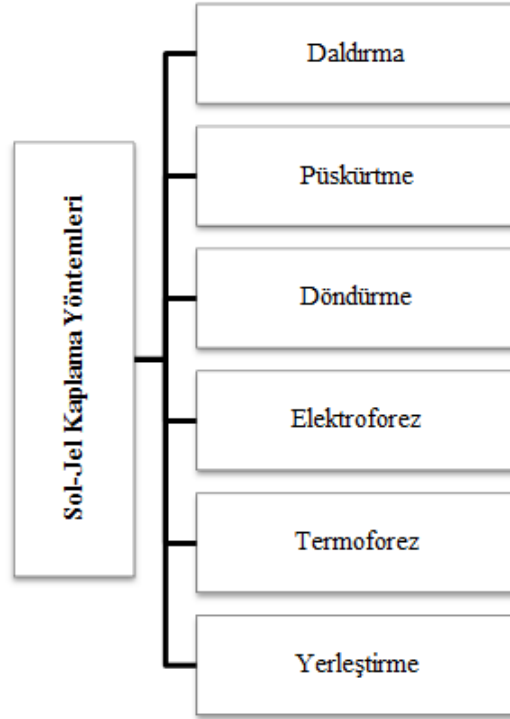 Sol-Jel Kaplama Yöntemleri
Daldırma
Püskürtme
Döndürme
Elektroforez
Termoforez
Yerleştirme